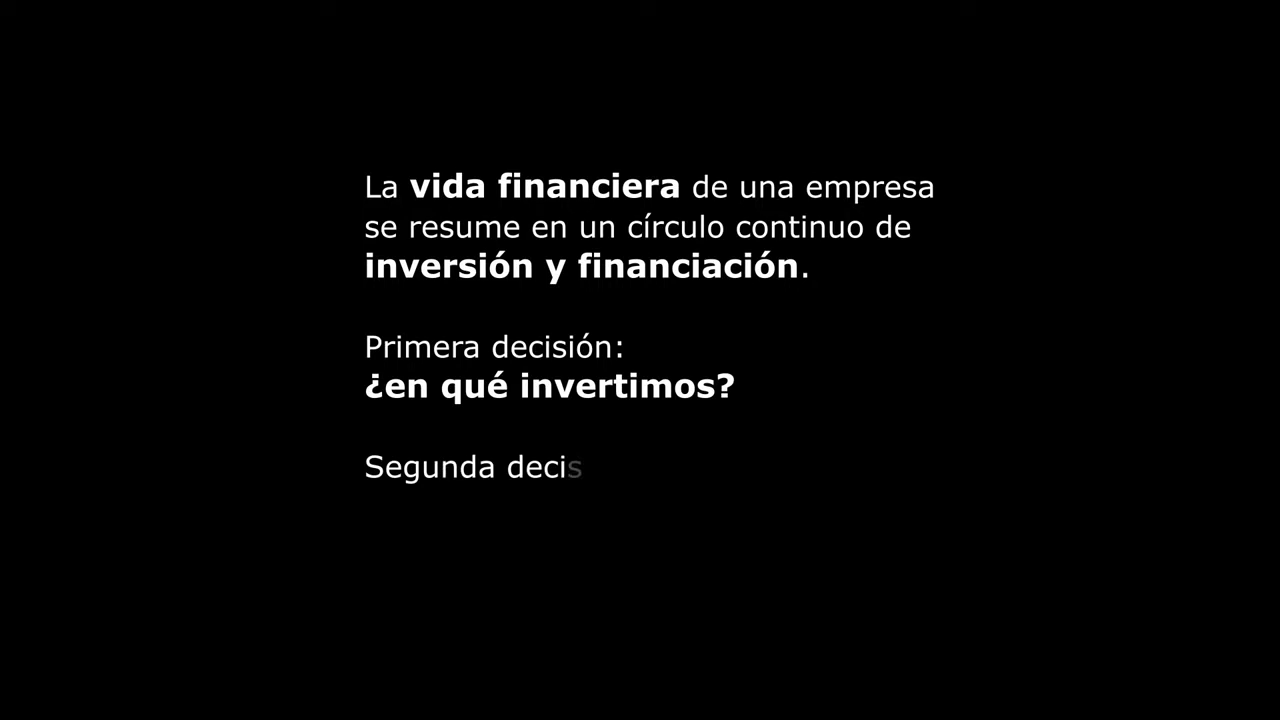 La vida financiera de una empresa
se resume en un círculo continuo de
inversión y financiación.
Primera decisión:
¿en qué invertimos?
Segunda decis